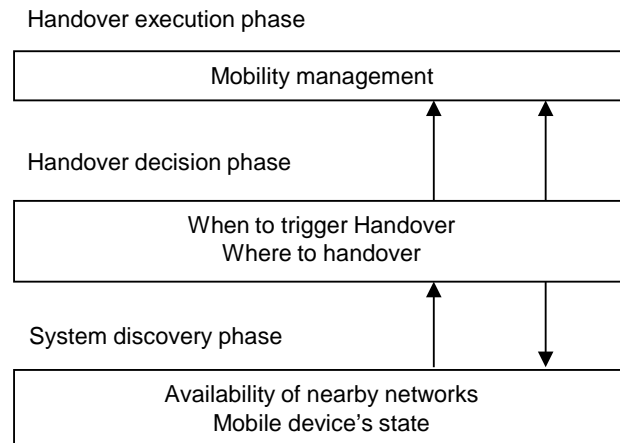 Handover execution phase
Mobility management
Handover decision phase
When to trigger Handover
Where to handover
System discovery phase
Availability of nearby networks
Mobile device's state